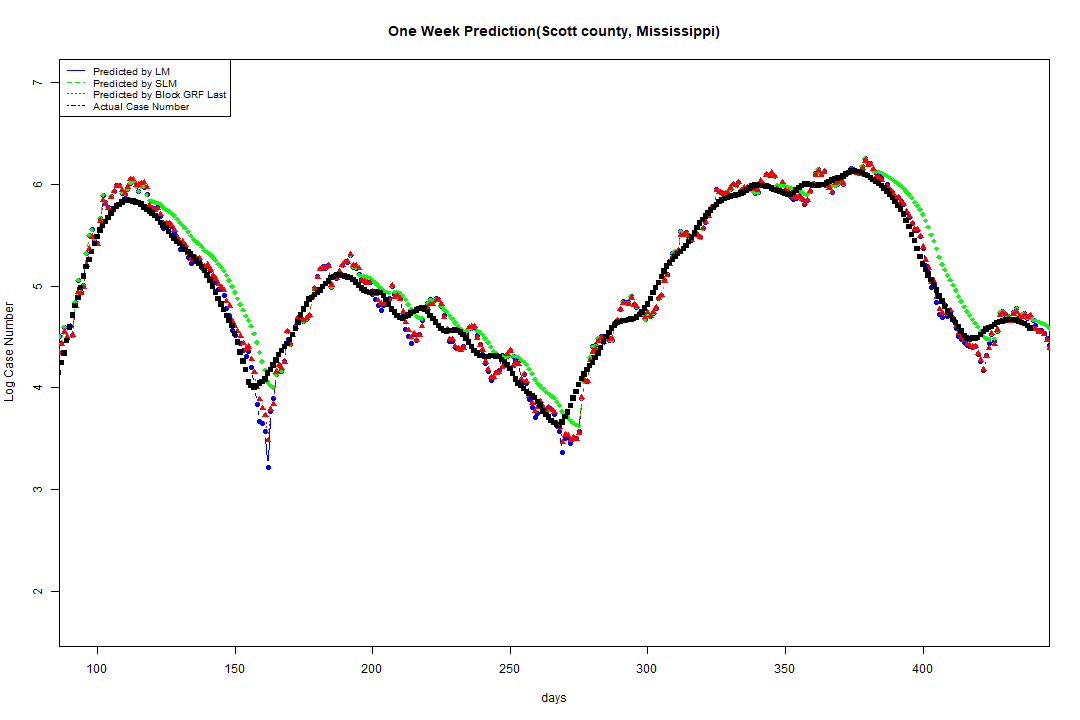 One Week Prediction(Scott county, Mississippi)
Predicted by LM
Predicted by SLM
Predicted by Block GRF Last
Actual Case Number
7
6
5
4
3
2
Log Case Number
100 150 200 250 300 350 400
days